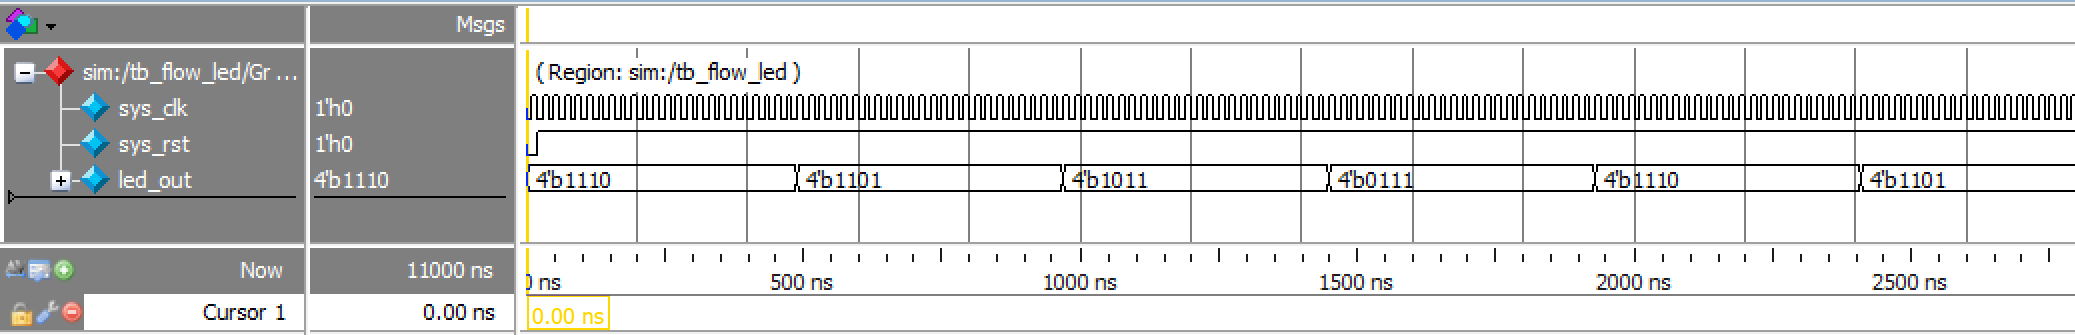 Msgs
sim:/tb_flow_led/Gr ...
( Region: sim:/tb_flow_led )
sys_clk 1'h0
sys_rst 1'h0
led_out 4'b1110 4'b1110 4'b1101 4'b1011 4'b0111 4'b1110 4'b1101
Now 11000 ns 0 ns 500 ns 1000 ns 1500 ns 2000 ns 2500 ns
Cursor 1 0.00 ns 0.00 ns